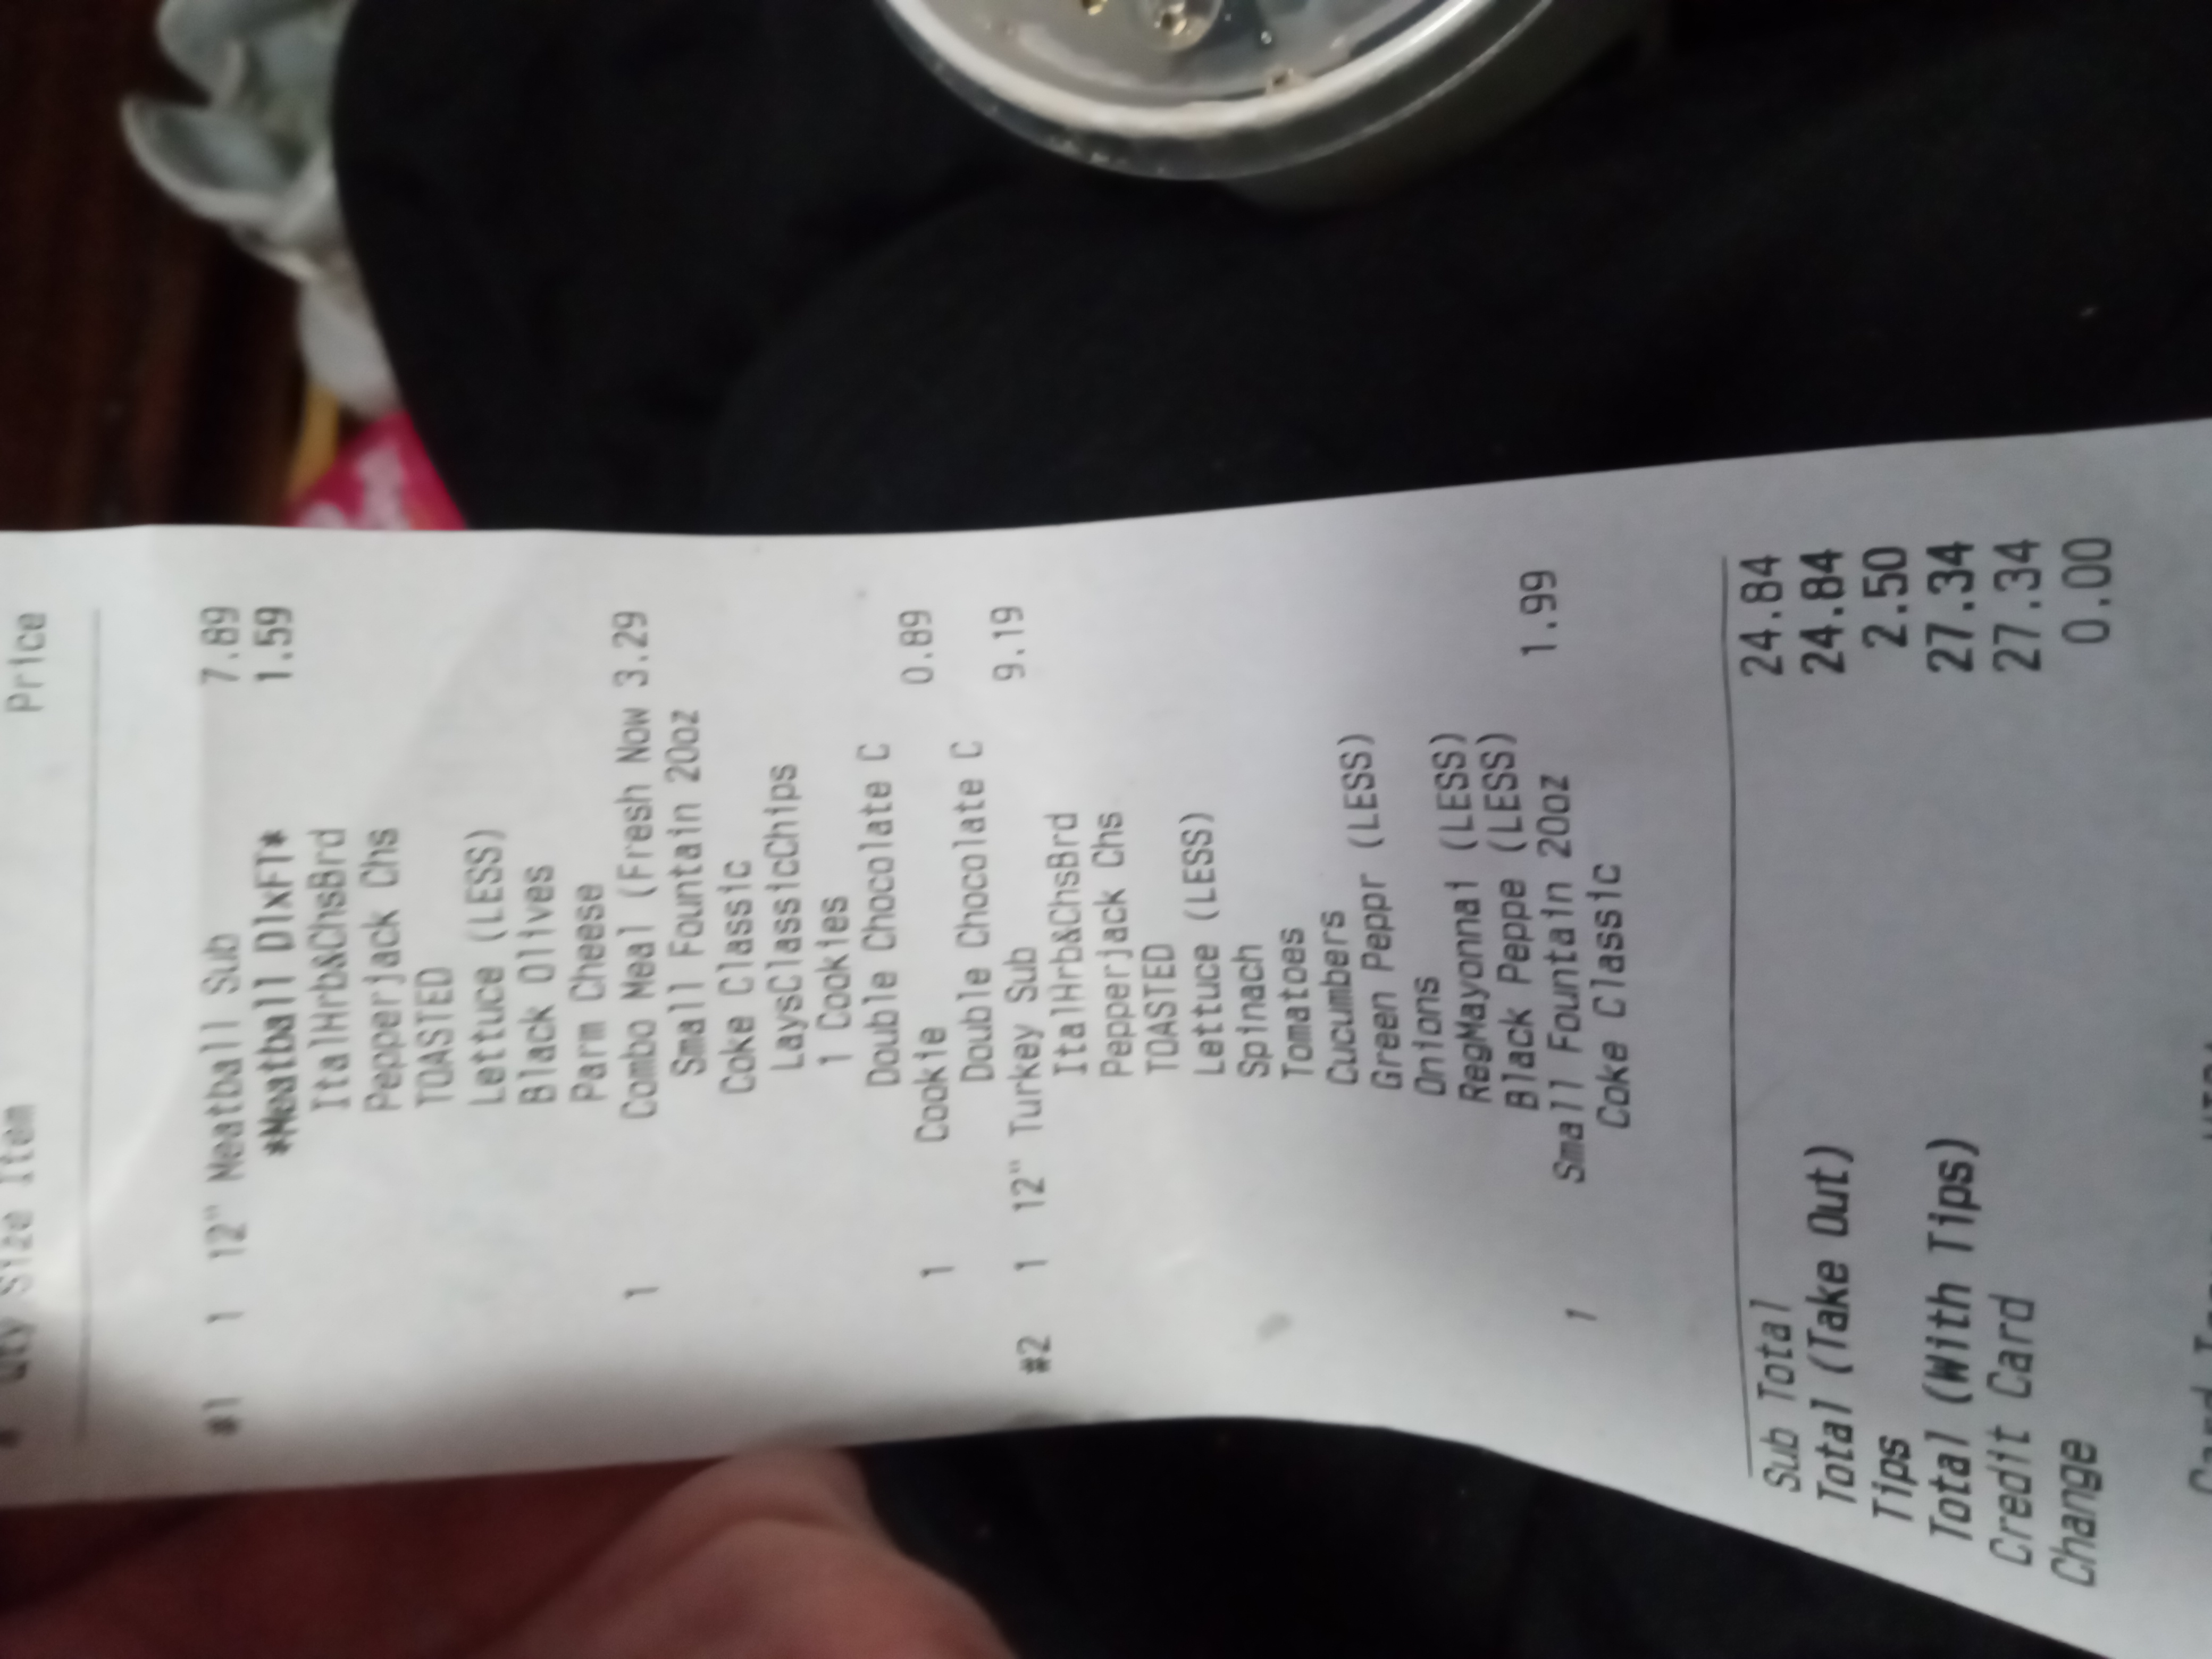 # Qty Size Item Price
#1 1 12" Meatball Sub 7.89
*Meatball DlxFT* 1.59
ItalHrb&ChsBrd
Pepperjack Chs
TOASTED
Lettuce (LESS)
Black Olives
Parm Cheese
1 Combo Meal (Fresh Now 3.29
Small Fountain 20oz
Coke Classic
LaysClassicChips
1 Cookies
Double Chocolate C
1 Cookie 0.89
Double Chocolate C
#2 1 12" Turkey Sub 9.19
ItalHrb&ChsBrd
Pepperjack Chs
TOASTED
Lettuce (LESS)
Spinach
Tomatoes
Cucumbers
Green Peppr (LESS)
Onions
RegMayonnai (LESS)
Black Peppe (LESS)
1 Small Fountain 20oz 1.99
Coke Classic
Sub Total 24.84
Total (Take Out) 24.84
Tips 2.50
Total (With Tips) 27.34
Credit Card 27.34
Change 0.00
Card